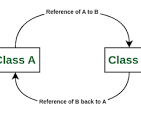 Reference of A to B
Class A
Class
Reference of B back to A